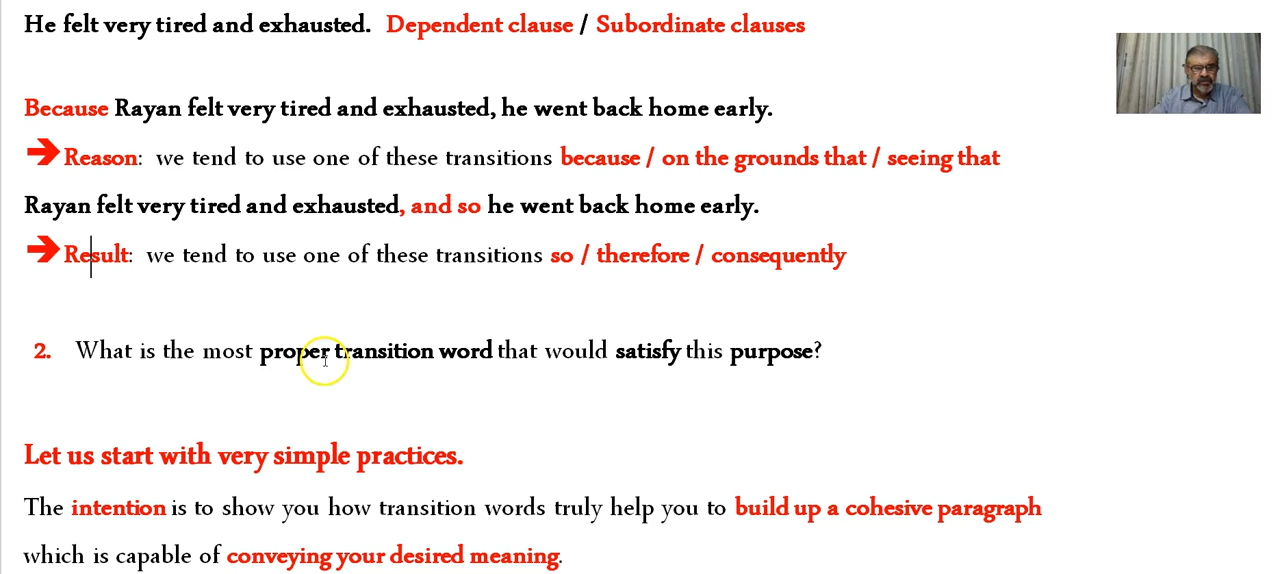 He felt very tired and exhausted. Dependent clause / Subordinate clauses
Because Rayan felt very tired and exhausted, he went back home early.
➔Reason: we tend to use one of these transitions because / on the grounds that / seeing that
Rayan felt very tired and exhausted, and so he went back home early.
➔Result: we tend to use one of these transitions so / therefore / consequently
2. What is the most proper transition word that would satisfy this purpose?
Let us start with very simple practices.
The intention is to show you how transition words truly help you to build up a cohesive paragraph
which is capable of conveying your desired meaning.